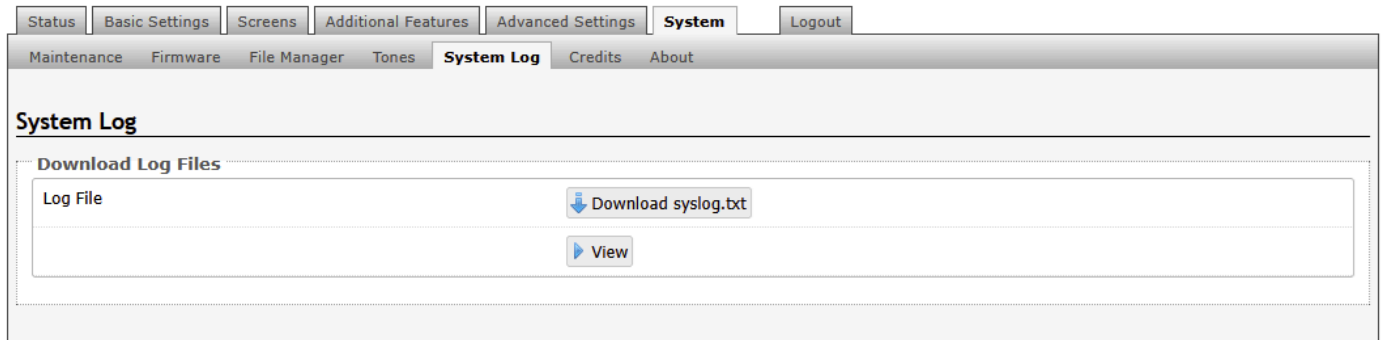 Status Basic Settings Screens Additional Features Advanced Settings System Logout
Maintenance Firmware File Manager Tones System Log Credits About
System Log
Download Log Files
Log File Download syslog.txt
View